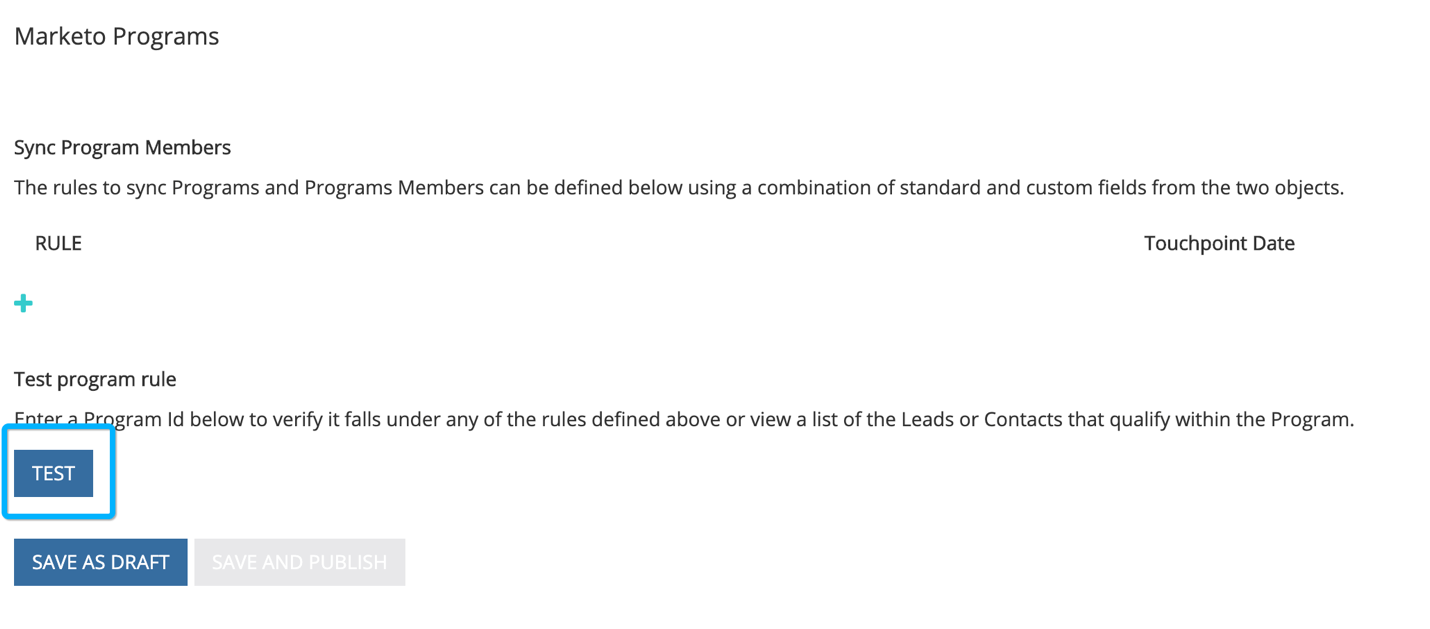 Marketo Programs
Sync Program Members
The rules to sync Programs and Programs Members can be defined below using a combination of standard and custom fields from the two objects.
RULE Touchpoint Date
Test program rule
Enter a Program Id below to verify it falls under any of the rules defined above or view a list of the Leads or Contacts that qualify within the Program.
TEST
SAVE AS DRAFT SAVE AND PUBLISH